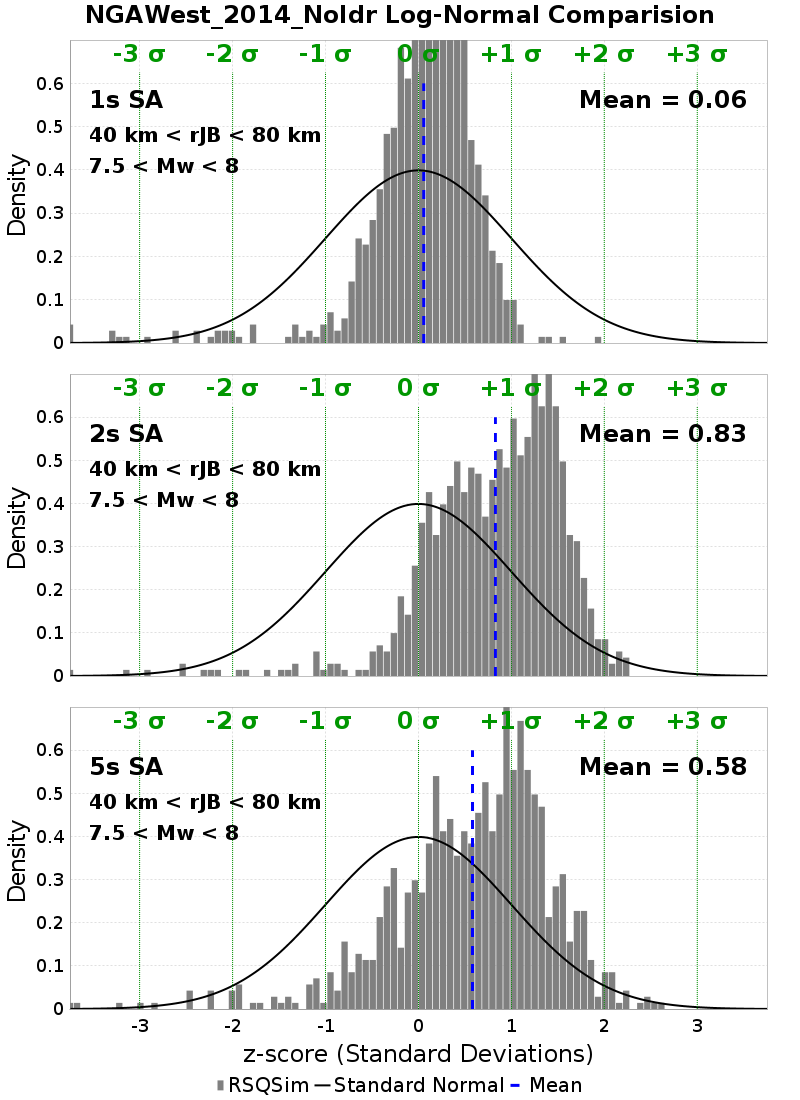 NGAWest_2014_NoIdr Log-Normal Comparision
-3 σ -2 σ -1 σ 0 σ +1 σ +2 σ +3 σ
1s SA Mean = 0.06
40 km < rJB < 80 km
7.5 < Mw < 8
Density
0.6
0.5
0.4
0.3
0.2
0.1
0
-3 σ -2 σ -1 σ 0 σ +1 σ +2 σ +3 σ
2s SA Mean = 0.83
40 km < rJB < 80 km
7.5 < Mw < 8
Density
0.6
0.5
0.4
0.3
0.2
0.1
0
-3 σ -2 σ -1 σ 0 σ +1 σ +2 σ +3 σ
5s SA Mean = 0.58
40 km < rJB < 80 km
7.5 < Mw < 8
Density
0.6
0.5
0.4
0.3
0.2
0.1
0
-3 -2 -1 0 1 2 3
z-score (Standard Deviations)
RSQSim Standard Normal Mean